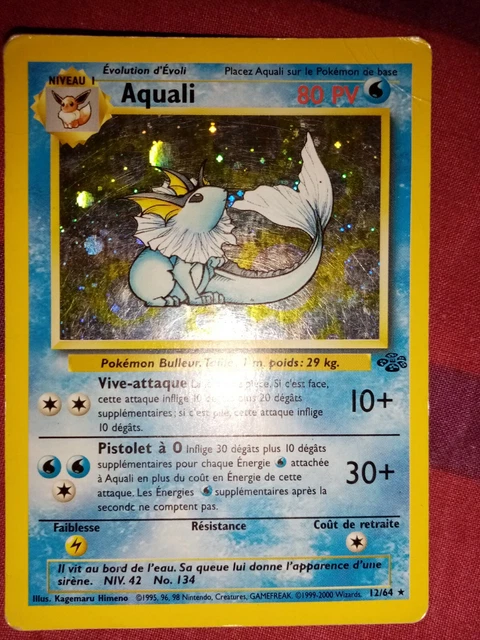 Évolution d'Évoli Placez Aquali sur le Pokémon de base
NIVEAU 1
Aquali 80 PV
Pokémon Bulleur. Taille: 1 m, poids: 29 kg.
Vive-attaque pièce. Si c'est face,
cette attaque inflige 10 plus 20 dégâts
supplémentaires; si c'est pile, cette attaque inflige
10 dégâts.
10+
Pistolet à O Inflige 30 dégâts plus 10 dégâts
supplémentaires pour chaque Énergie attachée
à Aquali en plus du coût en Énergie de cette
attaque. Les Énergies supplémentaires après la
seconde ne comptent pas.
30+
Faiblesse Résistance Coût de retraite
Il vit au bord de l'eau. Sa queue lui donne l'apparence d'une
sirène. NIV. 42 No. 134
Illus. Kagemaru Himeno ©1995, 96, 98 Nintendo, Creatures, GAMEFREAK. ©1999-2000 Wizards. 12/64 ★